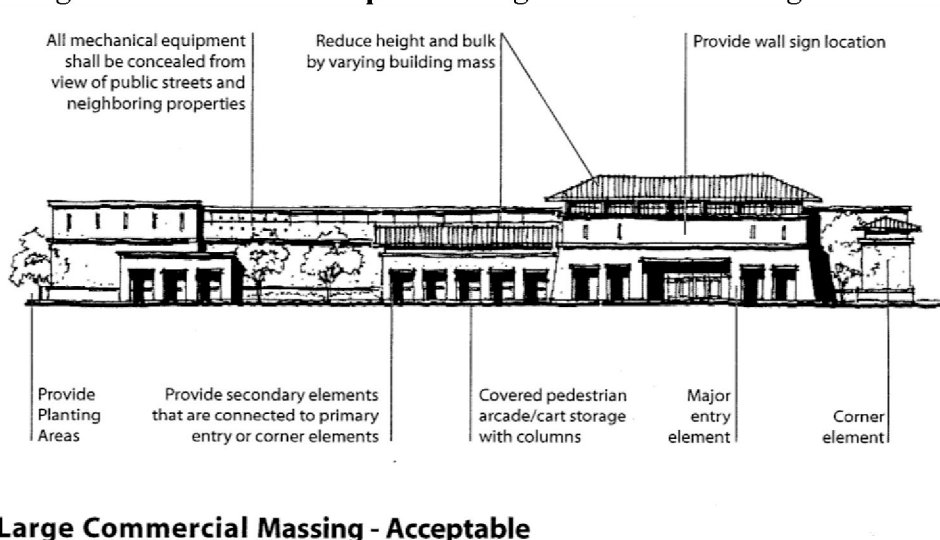 All mechanical equipment
shall be concealed from
view of public streets and
neighboring properties
Reduce height and bulk
by varying building mass
Provide wall sign location
Provide
Planting
Areas
Provide secondary elements
that are connected to primary
entry or corner elements
Covered pedestrian
arcade/cart storage
with columns
Major
entry
element
Corner
element
Large Commercial Massing - Acceptable